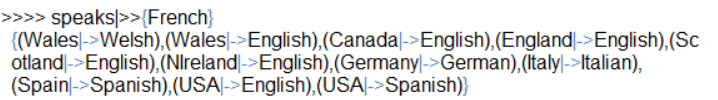 >>>> speaks|>>{French}
{(Wales|->Welsh),(Wales|->English),(Canada|->English),(England|->English),(Sc
otland|->English),(NIreland|->English),(Germany|->German),(Italy|->Italian),
(Spain|->Spanish),(USA|->English),(USA|->Spanish)}